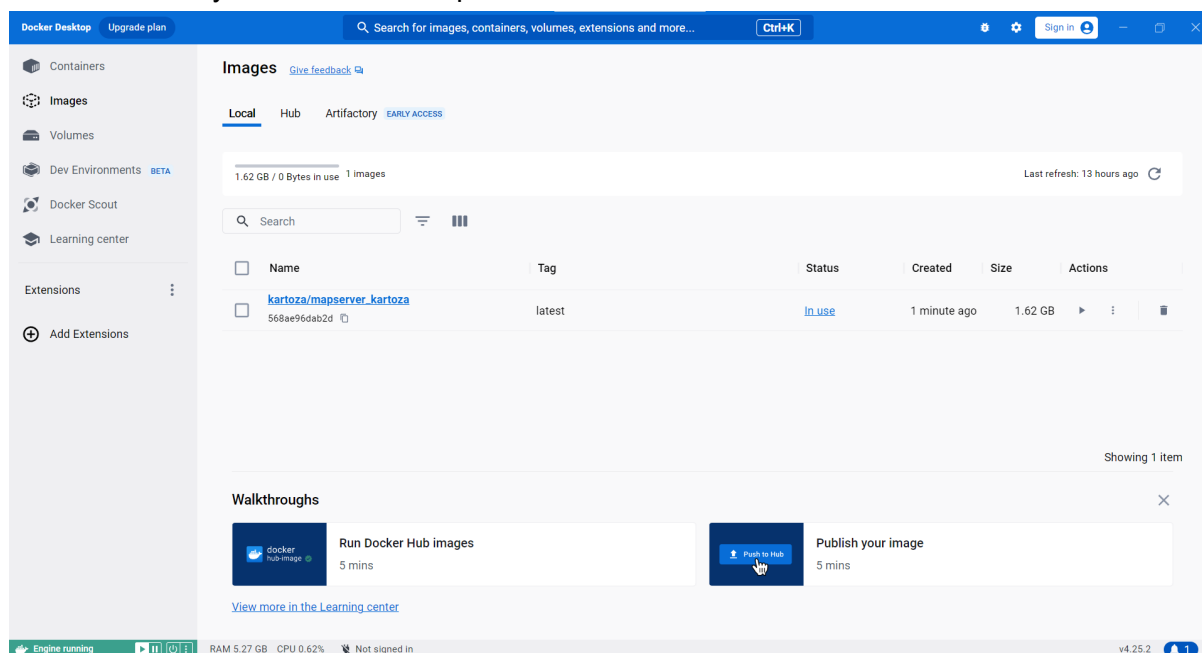 Docker Desktop Upgrade plan Search for images, containers, volumes, extensions and more... Ctrl+K Sign in
Containers
Images
Volumes
Dev Environments BETA
Docker Scout
Learning center
Extensions
Add Extensions
Images Give feedback
Local Hub Artifactory EARLY ACCESS
1.62 GB / 0 Bytes in use 1 images Last refresh: 13 hours ago
Search
Name Tag Status Created Size Actions
kartoza/mapserver_kartoza latest In use 1 minute ago 1.62 GB
568ae96dab2d
Showing 1 item
Walkthroughs
docker
hub-image
Run Docker Hub images
5 mins
Push to Hub
Publish your image
5 mins
View more in the Learning center
Engine running RAM 5.27 GB CPU 0.62% Not signed in v4.25.2 1